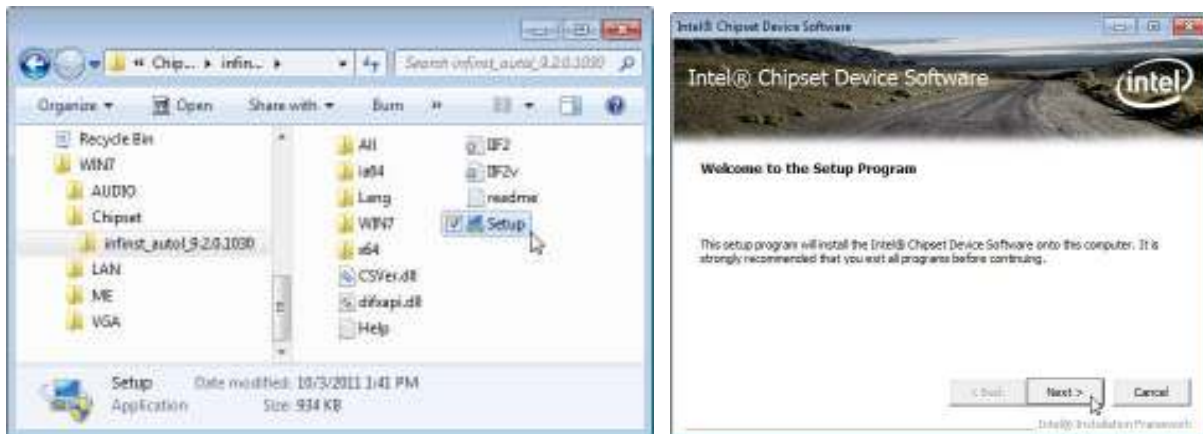 « Chip... ▸ infin... ▸
Search infinst_autol_9.2.0.1030
Organize
Open
Share with
Burn
»
Recycle Bin
WIN7
AUDIO
Chipset
infinst_autol_9.2.0.1030
LAN
ME
VGA
All
ia64
Lang
WIN7
x64
CSVer.dll
difxapi.dll
Help
IIF2
IIF2v
readme
Setup
Setup
Date modified: 10/3/2011 1:41 PM
Application
Size: 934 KB
Intel® Chipset Device Software
Intel® Chipset Device Software
intel
Welcome to the Setup Program
This setup program will install the Intel® Chipset Device Software onto this computer. It is
strongly recommended that you exit all programs before continuing.
< Back
Next >
Cancel
Intel® Installation Framework